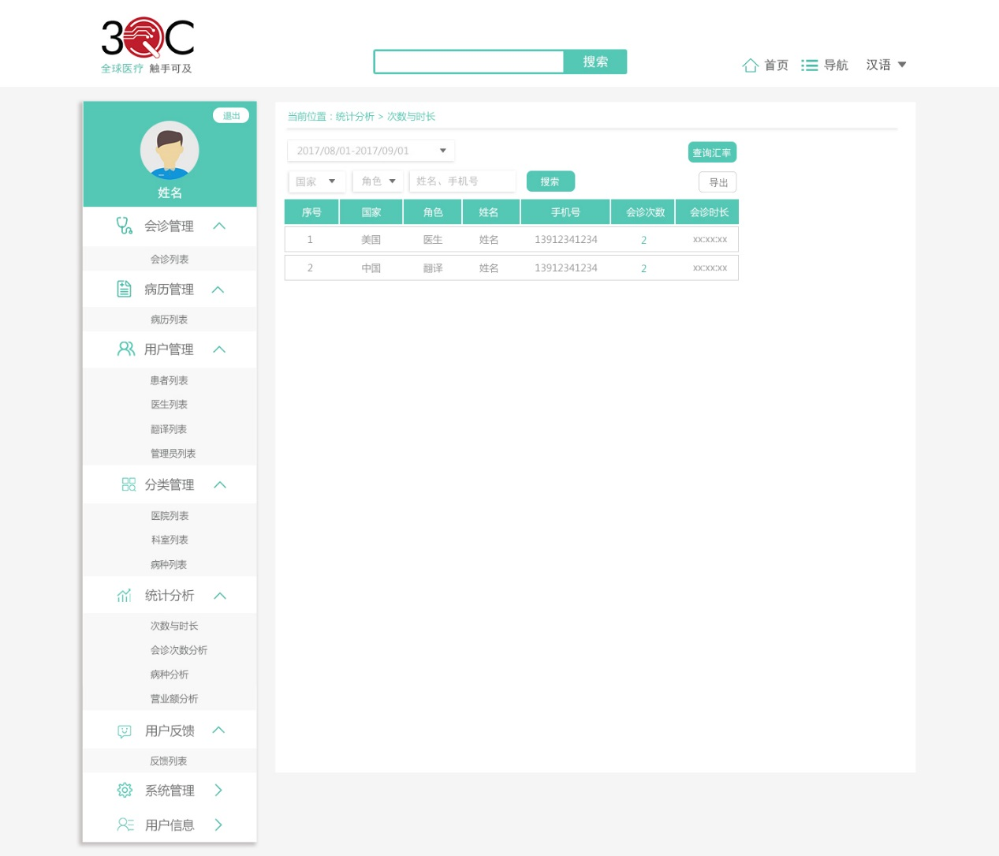 3QC
全球医疗 触手可及
搜索
首页 导航 汉语
退出
姓名
会诊管理
会诊列表
病历管理
病历列表
用户管理
患者列表
医生列表
翻译列表
管理员列表
分类管理
医院列表
科室列表
病种列表
统计分析
次数与时长
会诊次数分析
病种分析
营业额分析
用户反馈
反馈列表
系统管理
用户信息
当前位置：统计分析 > 次数与时长
2017/08/01-2017/09/01 查询汇率
国家 角色 姓名、手机号 搜索 导出
序号 国家 角色 姓名 手机号 会诊次数 会诊时长
1 美国 医生 姓名 13912341234 2 xx:xx:xx
2 中国 翻译 姓名 13912341234 2 xx:xx:xx